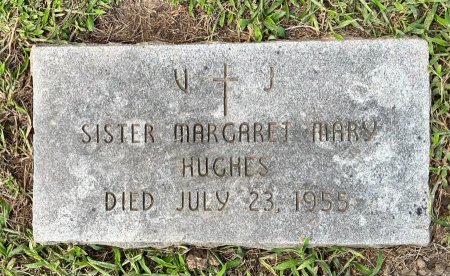 V † J
SISTER MARGARET MARY
HUGHES
DIED JULY 23, 1955